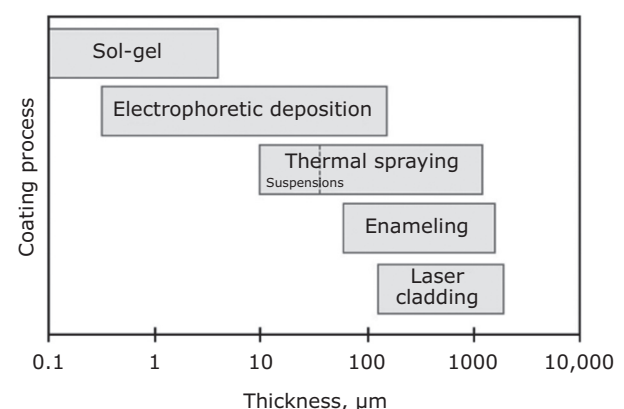 Sol-gel
Electrophoretic deposition
Thermal spraying
Suspensions
Enameling
Laser
cladding
Coating process
0.1 1 10 100 1000 10,000
Thickness, μm